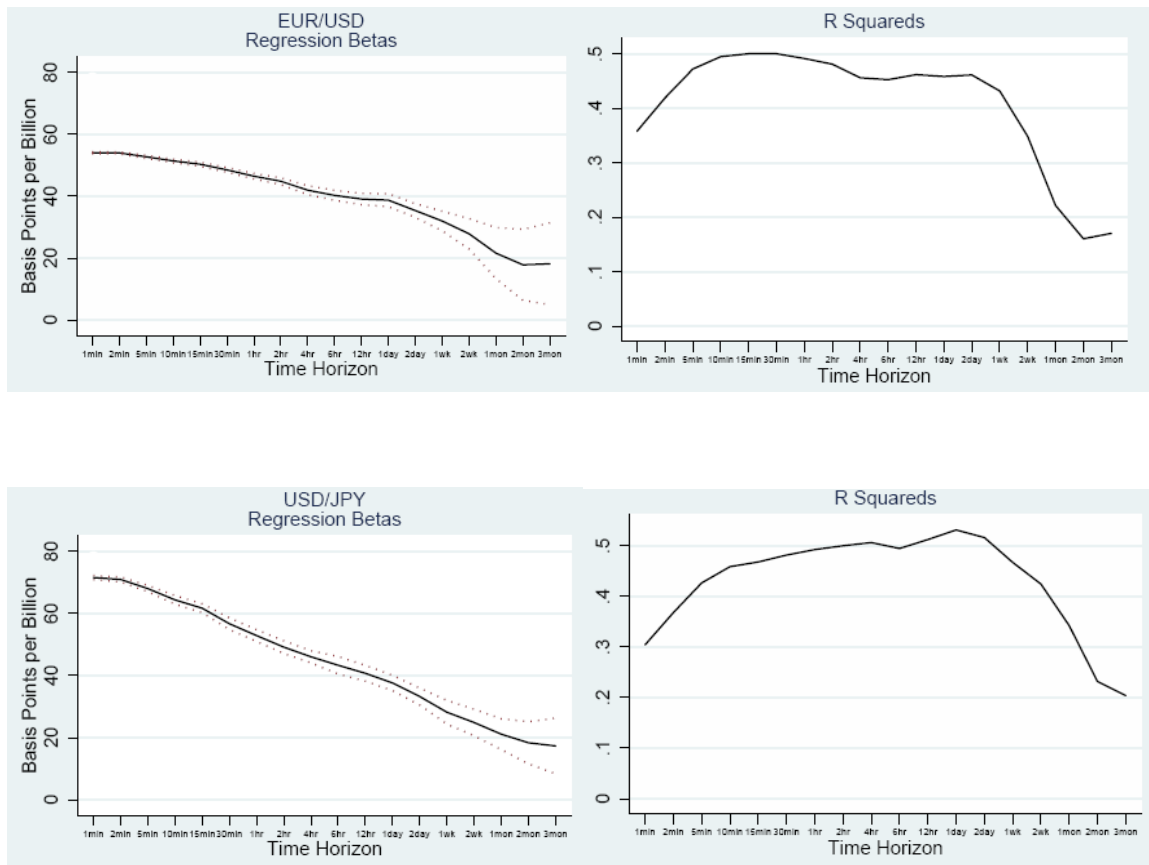 EUR/USD
Regression Betas
Basis Points per Billion
80
60
40
20
0
1min 2min 5min 10min 15min 30min 1hr 2hr 4hr 6hr 12hr 1day 2day 1wk 2wk 1mon 2mon 3mon
Time Horizon
R Squareds
.5
.4
.3
.2
.1
0
1min 2min 5min 10min 15min 30min 1hr 2hr 4hr 6hr 12hr 1day 2day 1wk 2wk 1mon 2mon 3mon
Time Horizon
USD/JPY
Regression Betas
Basis Points per Billion
80
60
40
20
0
1min 2min 5min 10min 15min 30min 1hr 2hr 4hr 6hr 12hr 1day 2day 1wk 2wk 1mon 2mon 3mon
Time Horizon
R Squareds
.5
.4
.3
.2
.1
0
1min 2min 5min 10min 15min 30min 1hr 2hr 4hr 6hr 12hr 1day 2day 1wk 2wk 1mon 2mon 3mon
Time Horizon